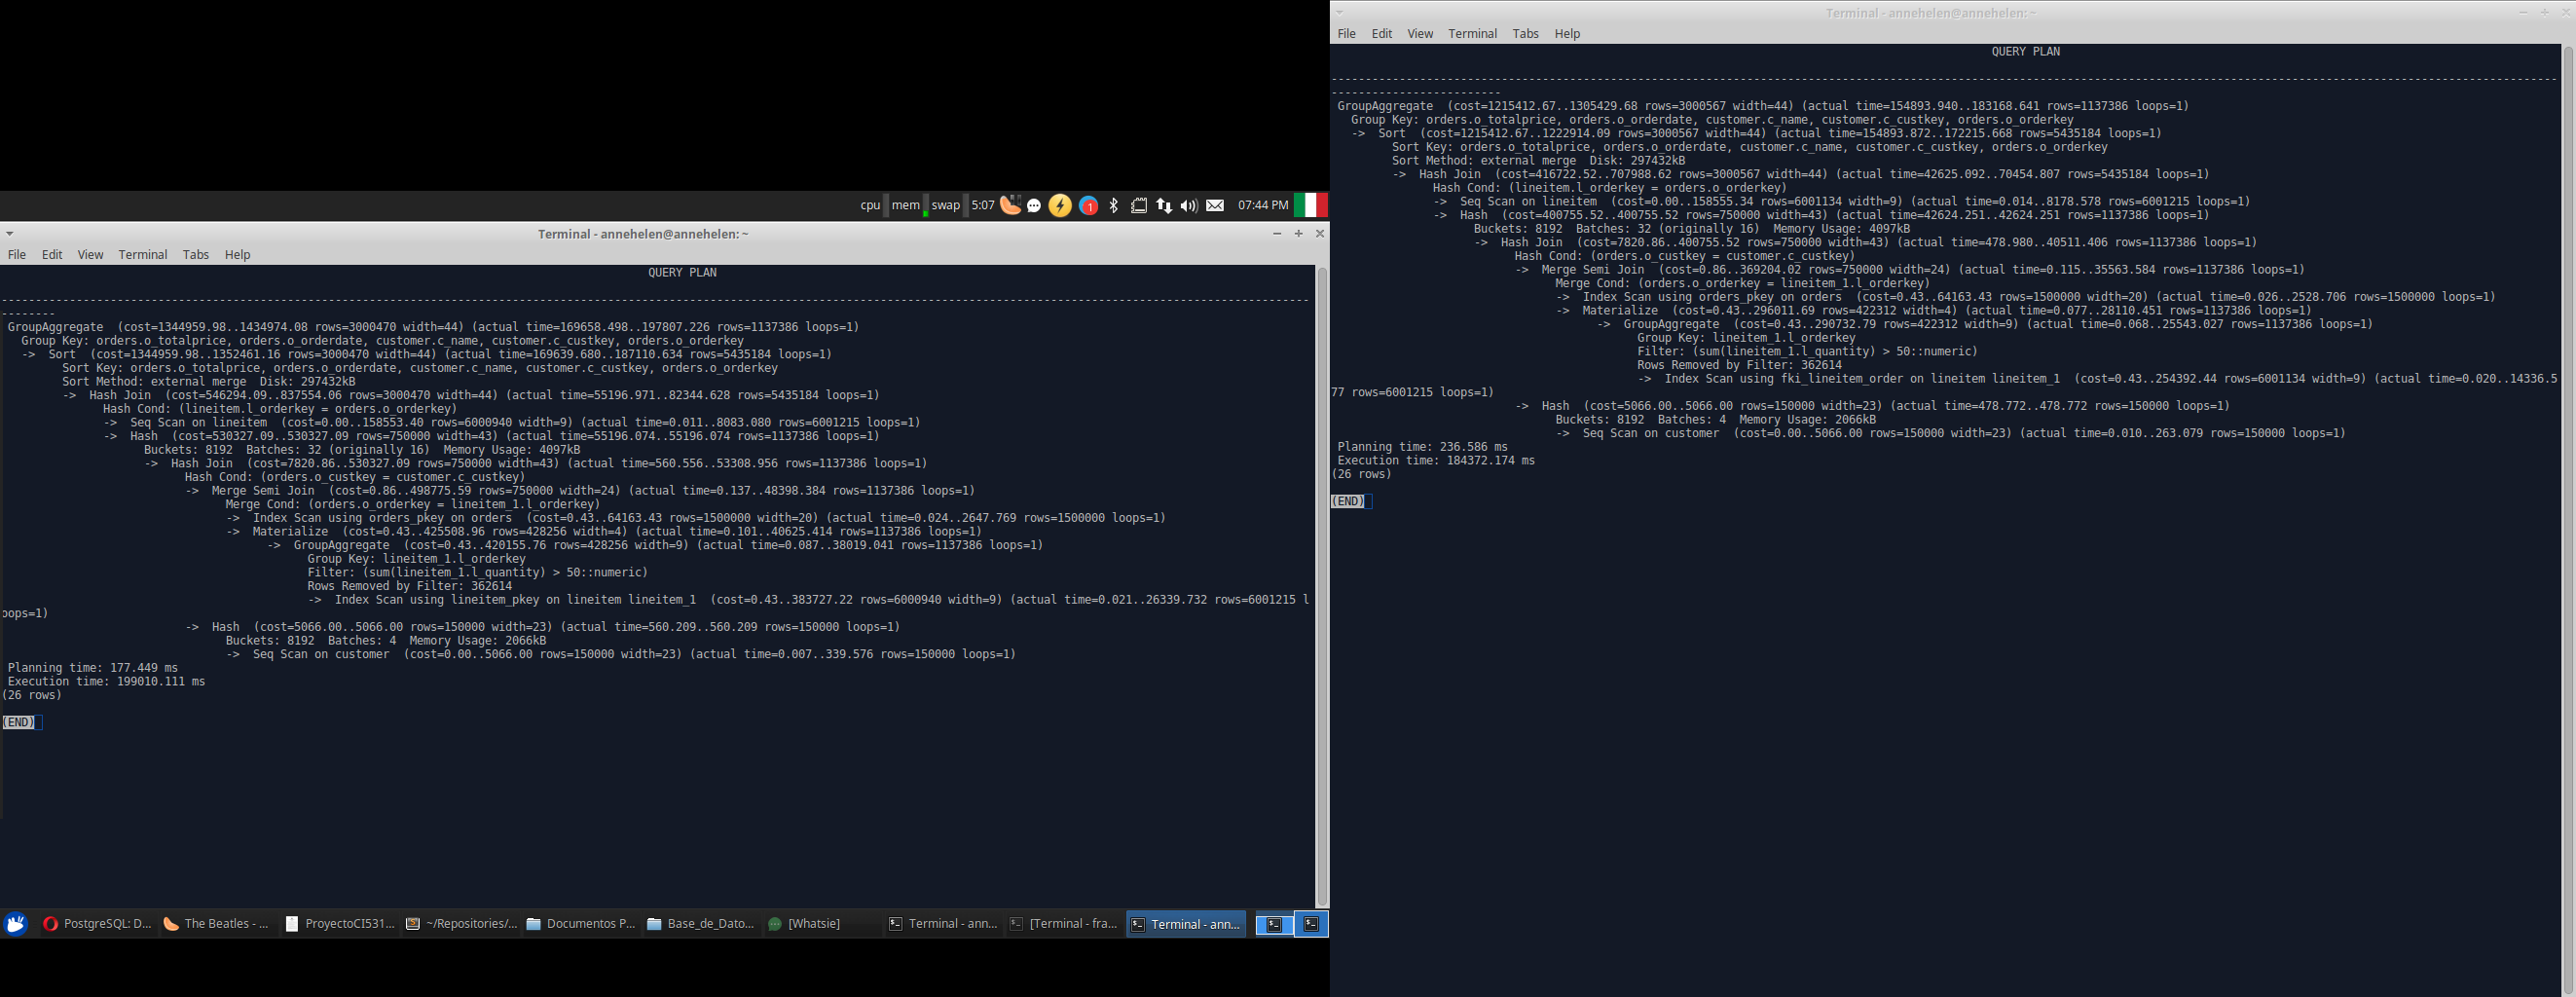 cpu mem swap 5:07 1 07:44 PM
Terminal - annehelen@annehelen: ~
File Edit View Terminal Tabs Help
QUERY PLAN
------------------------------------------------------------------------------------------------------------------------------------------------------------------------------------------------
--------
GroupAggregate  (cost=1344959.98..1434974.08 rows=3000470 width=44) (actual time=169658.498..197807.226 rows=1137386 loops=1)
Group Key: orders.o_totalprice, orders.o_orderdate, customer.c_name, customer.c_custkey, orders.o_orderkey
->  Sort  (cost=1344959.98..1352461.16 rows=3000470 width=44) (actual time=169639.680..187110.634 rows=5435184 loops=1)
Sort Key: orders.o_totalprice, orders.o_orderdate, customer.c_name, customer.c_custkey, orders.o_orderkey
Sort Method: external merge  Disk: 297432kB
->  Hash Join  (cost=546294.09..837554.06 rows=3000470 width=44) (actual time=55196.971..82344.628 rows=5435184 loops=1)
Hash Cond: (lineitem.l_orderkey = orders.o_orderkey)
->  Seq Scan on lineitem  (cost=0.00..158553.40 rows=6000940 width=9) (actual time=0.011..8083.080 rows=6001215 loops=1)
->  Hash  (cost=530327.09..530327.09 rows=750000 width=43) (actual time=55196.074..55196.074 rows=1137386 loops=1)
Buckets: 8192  Batches: 32 (originally 16)  Memory Usage: 4097kB
->  Hash Join  (cost=7820.86..530327.09 rows=750000 width=43) (actual time=560.556..53308.956 rows=1137386 loops=1)
Hash Cond: (orders.o_custkey = customer.c_custkey)
->  Merge Semi Join  (cost=0.86..498775.59 rows=750000 width=24) (actual time=0.137..48398.384 rows=1137386 loops=1)
Merge Cond: (orders.o_orderkey = lineitem_1.l_orderkey)
->  Index Scan using orders_pkey on orders  (cost=0.43..64163.43 rows=1500000 width=20) (actual time=0.024..2647.769 rows=1500000 loops=1)
->  Materialize  (cost=0.43..425508.96 rows=428256 width=4) (actual time=0.101..40625.414 rows=1137386 loops=1)
->  GroupAggregate  (cost=0.43..420155.76 rows=428256 width=9) (actual time=0.087..38019.041 rows=1137386 loops=1)
Group Key: lineitem_1.l_orderkey
Filter: (sum(lineitem_1.l_quantity) > 50::numeric)
Rows Removed by Filter: 362614
->  Index Scan using lineitem_pkey on lineitem lineitem_1  (cost=0.43..383727.22 rows=6000940 width=9) (actual time=0.021..26339.732 rows=6001215 l
oops=1)
->  Hash  (cost=5066.00..5066.00 rows=150000 width=23) (actual time=560.209..560.209 rows=150000 loops=1)
Buckets: 8192  Batches: 4  Memory Usage: 2066kB
->  Seq Scan on customer  (cost=0.00..5066.00 rows=150000 width=23) (actual time=0.007..339.576 rows=150000 loops=1)
Planning time: 177.449 ms
Execution time: 199010.111 ms
(26 rows)
(END)
PostgreSQL: D... The Beatles - ... ProyectoCI531... ~/Repositories/... Documentos P... Base_de_Dato... [Whatsie] Terminal - ann... [Terminal - fra... Terminal - ann...
Terminal - annehelen@annehelen: ~
File Edit View Terminal Tabs Help
QUERY PLAN
------------------------------------------------------------------------------------------------------------------------------------------------------------------------------------
-------------------------
GroupAggregate  (cost=1215412.67..1305429.68 rows=3000567 width=44) (actual time=154893.940..183168.641 rows=1137386 loops=1)
Group Key: orders.o_totalprice, orders.o_orderdate, customer.c_name, customer.c_custkey, orders.o_orderkey
->  Sort  (cost=1215412.67..1222914.09 rows=3000567 width=44) (actual time=154893.872..172215.668 rows=5435184 loops=1)
Sort Key: orders.o_totalprice, orders.o_orderdate, customer.c_name, customer.c_custkey, orders.o_orderkey
Sort Method: external merge  Disk: 297432kB
->  Hash Join  (cost=416722.52..707988.62 rows=3000567 width=44) (actual time=42625.092..70454.807 rows=5435184 loops=1)
Hash Cond: (lineitem.l_orderkey = orders.o_orderkey)
->  Seq Scan on lineitem  (cost=0.00..158555.34 rows=6001134 width=9) (actual time=0.014..8178.578 rows=6001215 loops=1)
->  Hash  (cost=400755.52..400755.52 rows=750000 width=43) (actual time=42624.251..42624.251 rows=1137386 loops=1)
Buckets: 8192  Batches: 32 (originally 16)  Memory Usage: 4097kB
->  Hash Join  (cost=7820.86..400755.52 rows=750000 width=43) (actual time=478.980..40511.406 rows=1137386 loops=1)
Hash Cond: (orders.o_custkey = customer.c_custkey)
->  Merge Semi Join  (cost=0.86..369204.02 rows=750000 width=24) (actual time=0.115..35563.584 rows=1137386 loops=1)
Merge Cond: (orders.o_orderkey = lineitem_1.l_orderkey)
->  Index Scan using orders_pkey on orders  (cost=0.43..64163.43 rows=1500000 width=20) (actual time=0.026..2528.706 rows=1500000 loops=1)
->  Materialize  (cost=0.43..296011.69 rows=422312 width=4) (actual time=0.077..28110.451 rows=1137386 loops=1)
->  GroupAggregate  (cost=0.43..290732.79 rows=422312 width=9) (actual time=0.068..25543.027 rows=1137386 loops=1)
Group Key: lineitem_1.l_orderkey
Filter: (sum(lineitem_1.l_quantity) > 50::numeric)
Rows Removed by Filter: 362614
->  Index Scan using fki_lineitem_order on lineitem lineitem_1  (cost=0.43..254392.44 rows=6001134 width=9) (actual time=0.020..14336.5
77 rows=6001215 loops=1)
->  Hash  (cost=5066.00..5066.00 rows=150000 width=23) (actual time=478.772..478.772 rows=150000 loops=1)
Buckets: 8192  Batches: 4  Memory Usage: 2066kB
->  Seq Scan on customer  (cost=0.00..5066.00 rows=150000 width=23) (actual time=0.010..263.079 rows=150000 loops=1)
Planning time: 236.586 ms
Execution time: 184372.174 ms
(26 rows)
(END)